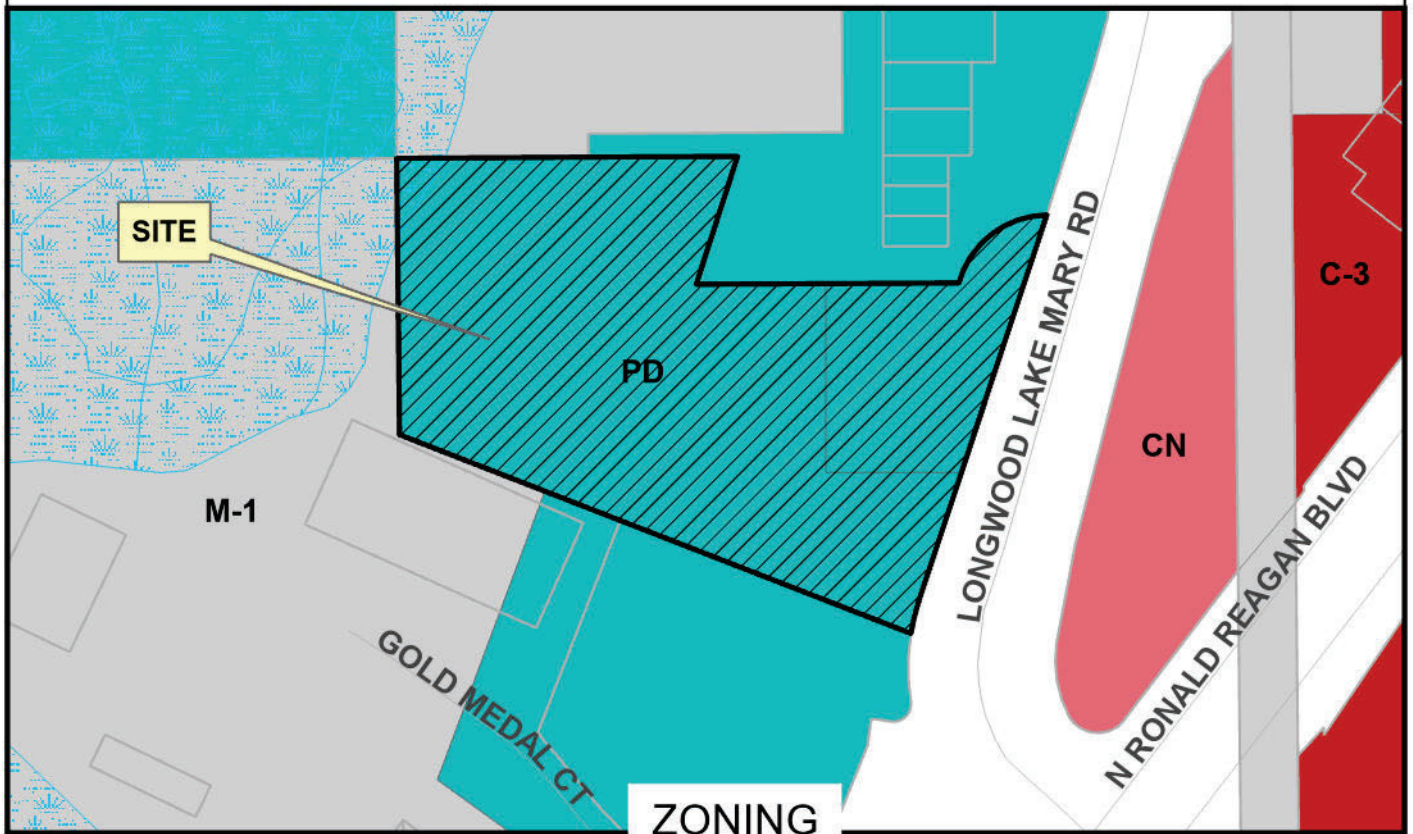 SITE
C-3
PD
LONGWOOD LAKE MARY RD
CN
M-1
N RONALD REAGAN BLVD
GOLD MEDAL CT
ZONING